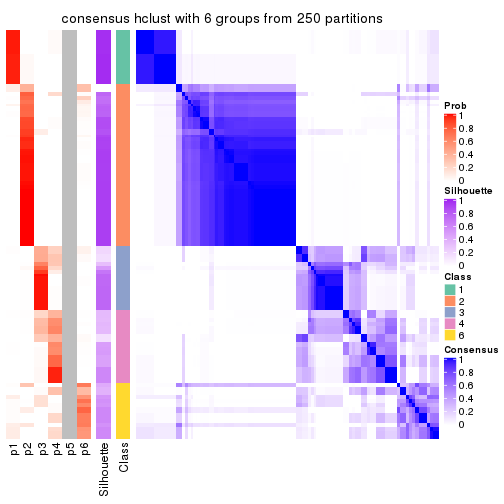 consensus hclust with 6 groups from 250 partitions
Prob
1
0.8
0.6
0.4
0.2
0
Silhouette
1
0.8
0.6
0.4
0.2
0
Class
1
2
3
4
6
Consensus
1
0.8
0.6
0.4
0.2
0
p1
p2
p3
p4
p5
p6
Silhouette
Class